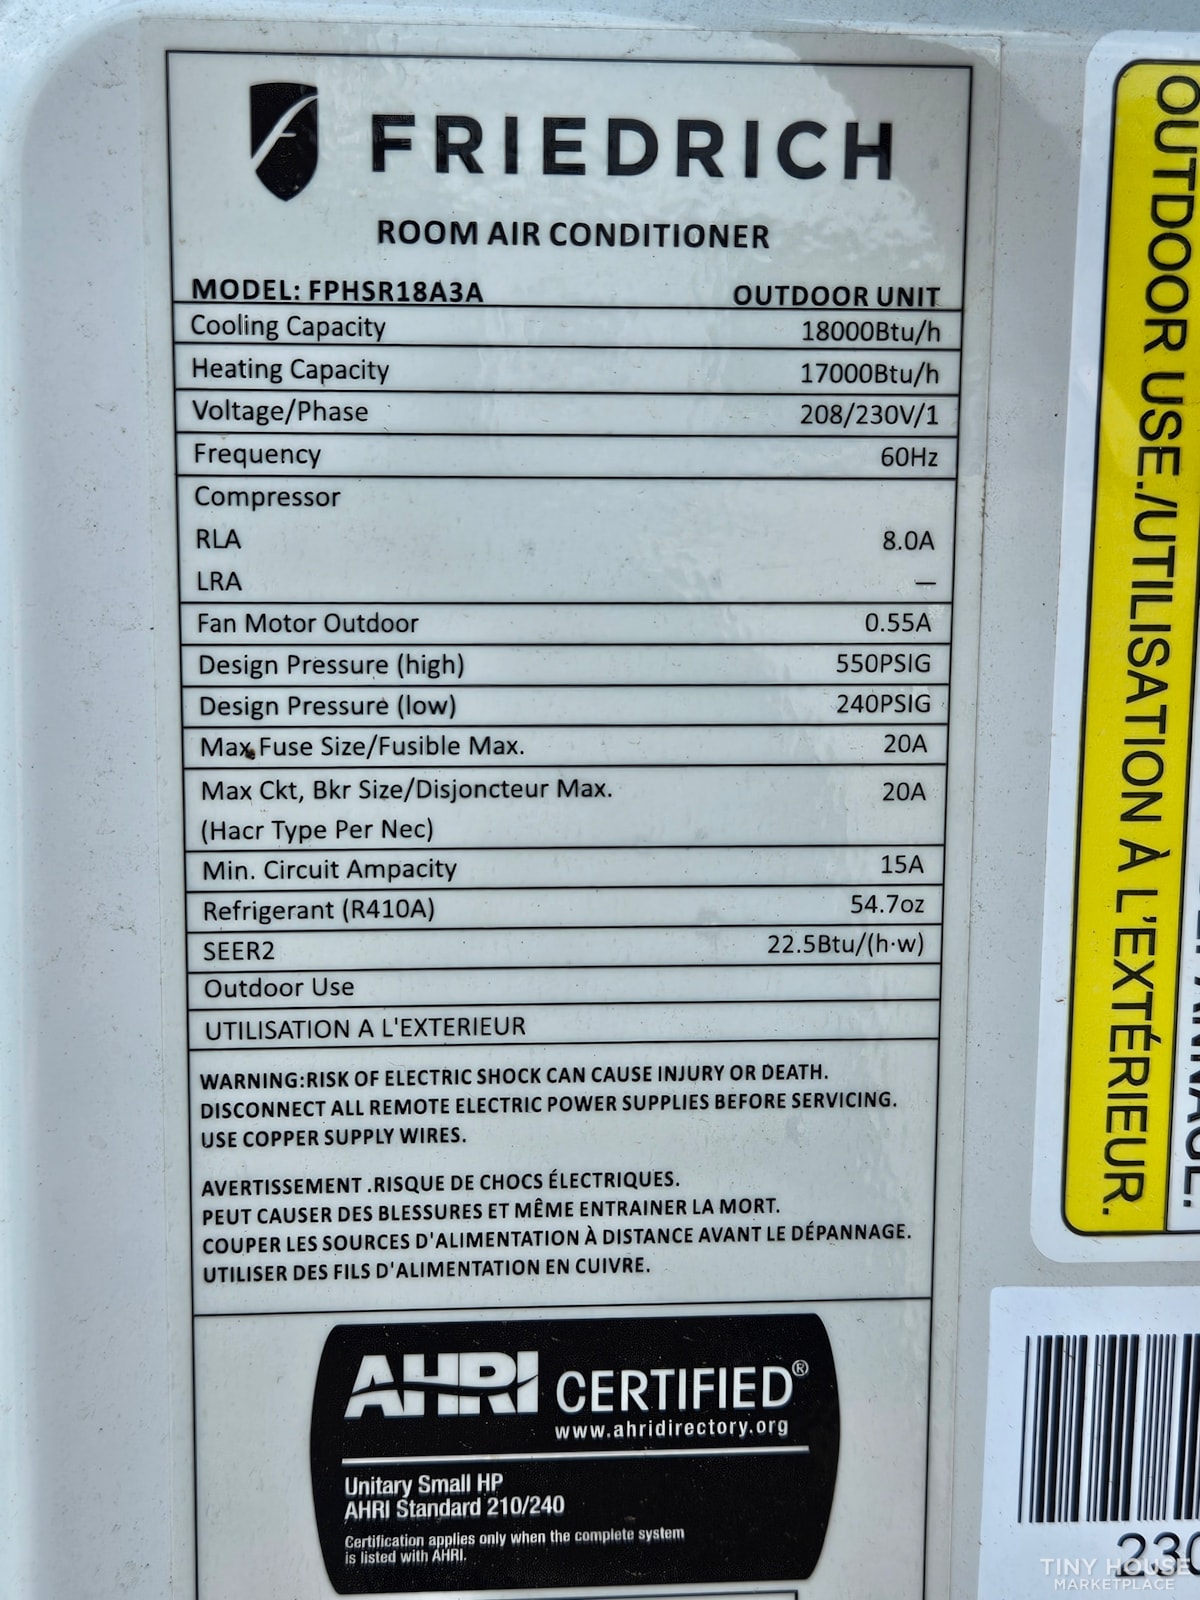 FRIEDRICH
ROOM AIR CONDITIONER
MODEL: FPHSR18A3A OUTDOOR UNIT
Cooling Capacity 18000Btu/h
Heating Capacity 17000Btu/h
Voltage/Phase 208/230V/1
Frequency 60Hz
Compressor
RLA 8.0A
LRA —
Fan Motor Outdoor 0.55A
Design Pressure (high) 550PSIG
Design Pressure (low) 240PSIG
Max Fuse Size/Fusible Max. 20A
Max Ckt, Bkr Size/Disjoncteur Max. 20A
(Hacr Type Per Nec)
Min. Circuit Ampacity 15A
Refrigerant (R410A) 54.7oz
SEER2 22.5Btu/(h·w)
Outdoor Use
UTILISATION A L'EXTERIEUR
WARNING:RISK OF ELECTRIC SHOCK CAN CAUSE INJURY OR DEATH.
DISCONNECT ALL REMOTE ELECTRIC POWER SUPPLIES BEFORE SERVICING.
USE COPPER SUPPLY WIRES.
AVERTISSEMENT .RISQUE DE CHOCS ÉLECTRIQUES.
PEUT CAUSER DES BLESSURES ET MÊME ENTRAINER LA MORT.
COUPER LES SOURCES D'ALIMENTATION À DISTANCE AVANT LE DÉPANNAGE.
UTILISER DES FILS D'ALIMENTATION EN CUIVRE.
AHRI CERTIFIED®
www.ahridirectory.org
Unitary Small HP
AHRI Standard 210/240
Certification applies only when the complete system
is listed with AHRI.
OUTDOOR USE./UTILISATION À L'EXTÉRIEUR.
230
TINY HOUSE
MARKETPLACE